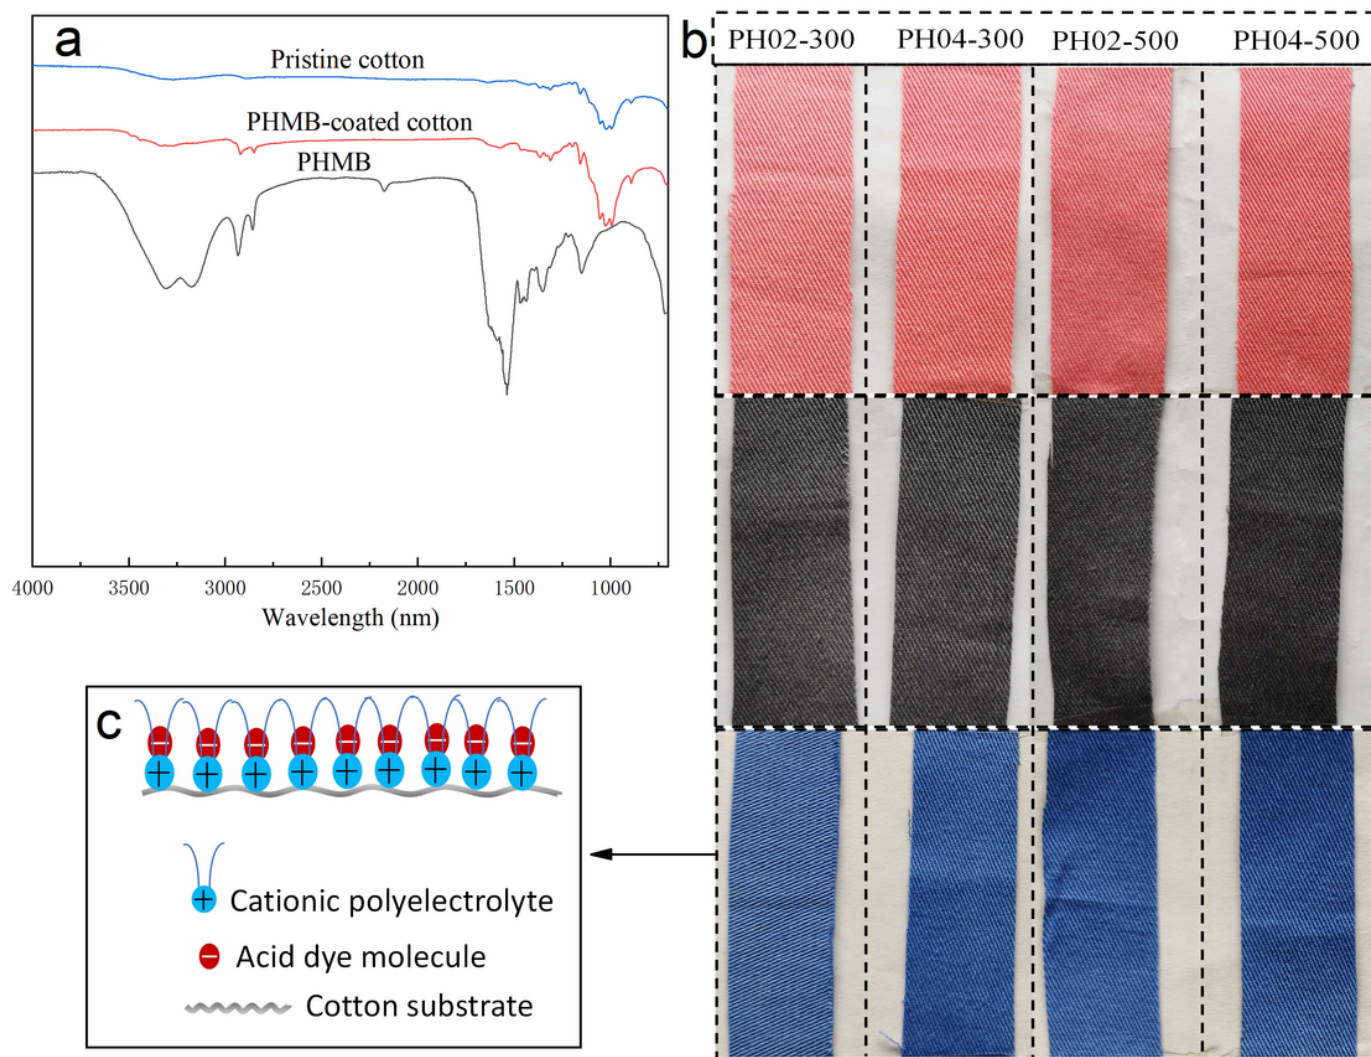 a
Pristine cotton
PHMB-coated cotton
PHMB
4000 3500 3000 2500 2000 1500 1000
Wavelength (nm)
b
PH02-300 PH04-300 PH02-500 PH04-500
c
Cationic polyelectrolyte
Acid dye molecule
Cotton substrate